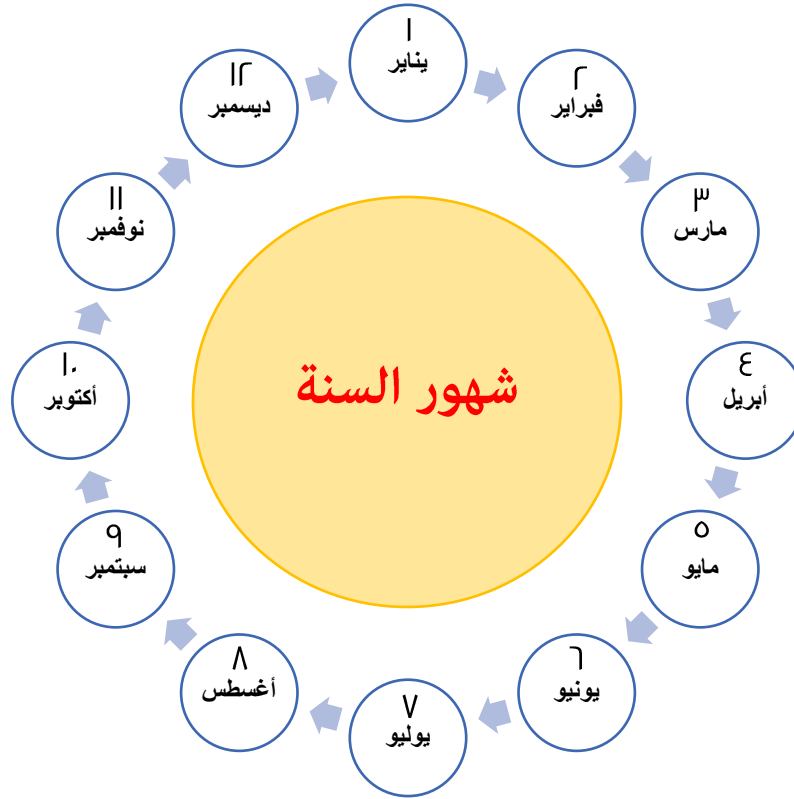 شهور السنة
١
يناير
٢
فبراير
٣
مارس
٤
أبريل
٥
مايو
٦
يونيو
٧
يوليو
٨
أغسطس
٩
سبتمبر
١٠
أكتوبر
١١
نوفمبر
١٢
ديسمبر